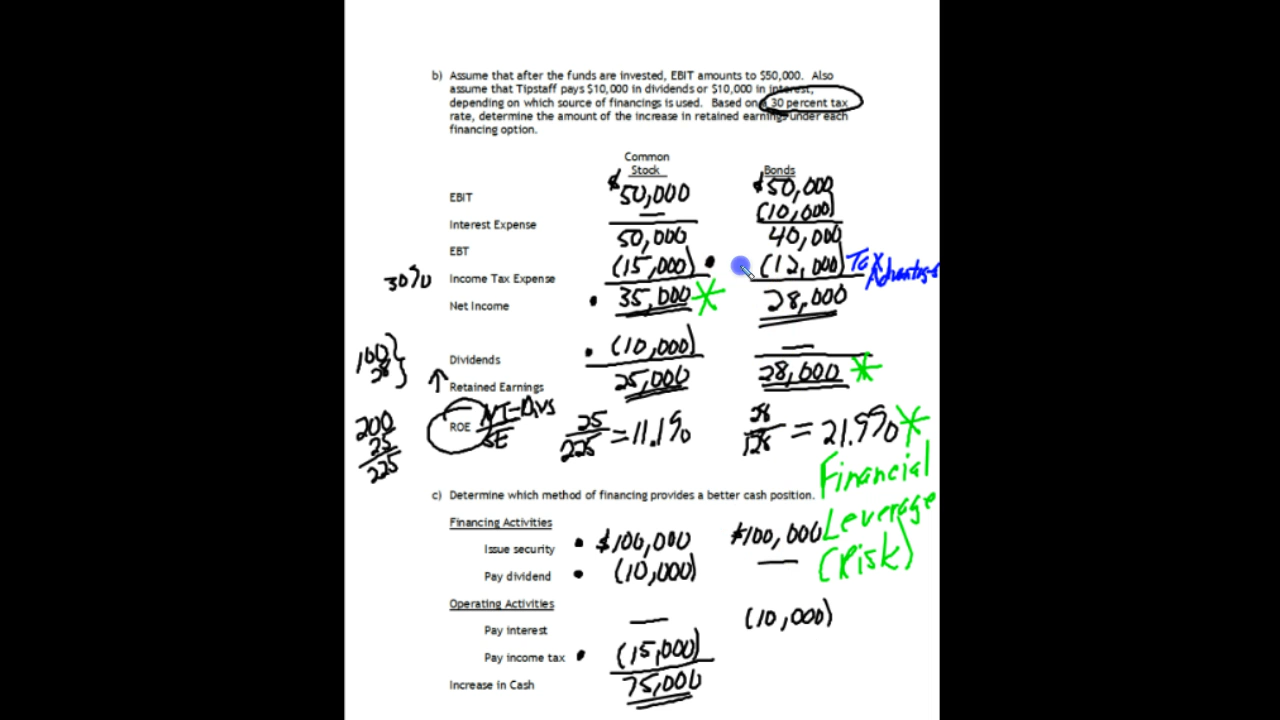 b) Assume that after the funds are invested, EBIT amounts to $50,000. Also
assume that Tipstaff pays $10,000 in dividends or $10,000 in interest,
depending on which source of financings is used. Based on a 30 percent tax
rate, determine the amount of the increase in retained earnings under each
financing option.
Common
Stock Bonds
EBIT $50,000 $50,000
Interest Expense — (10,000)
EBT 50,000 40,000
30% Income Tax Expense (15,000) (12,000) Tax Advantage
Net Income 35,000 * 28,000
100
28
Dividends (10,000) —
↑ Retained Earnings 25,000 28,000 *
200
25
225
ROE NI-Divs
SE
25/225 = 11.1% 28/128 = 21.9% *
Financial
Leverage
(Risk)
c) Determine which method of financing provides a better cash position.
Financing Activities
Issue security $100,000 $100,000
Pay dividend (10,000) —
Operating Activities
Pay interest — (10,000)
Pay income tax (15,000)
Increase in Cash 75,000